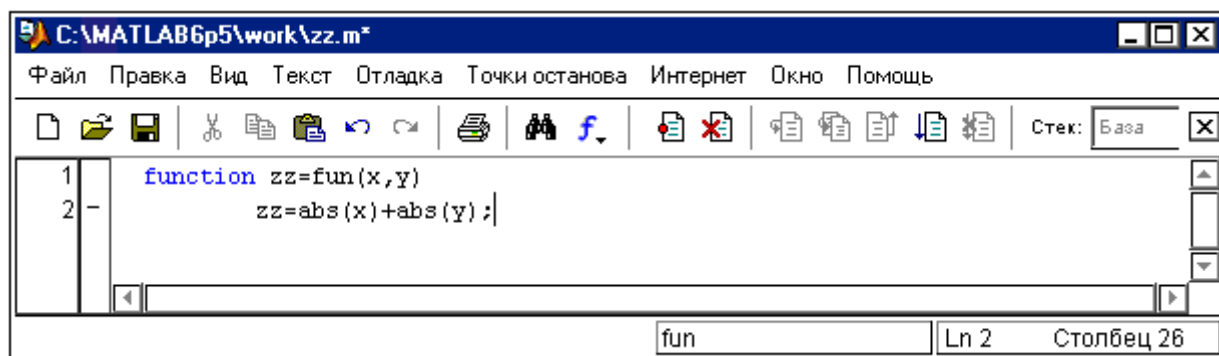 C:\MATLAB6p5\work\zz.m*
Файл Правка Вид Текст Отладка Точки останова Интернет Окно Помощь
Стек: База
1 function zz=fun(x,y)
2 - zz=abs(x)+abs(y);
fun Ln 2 Столбец 26